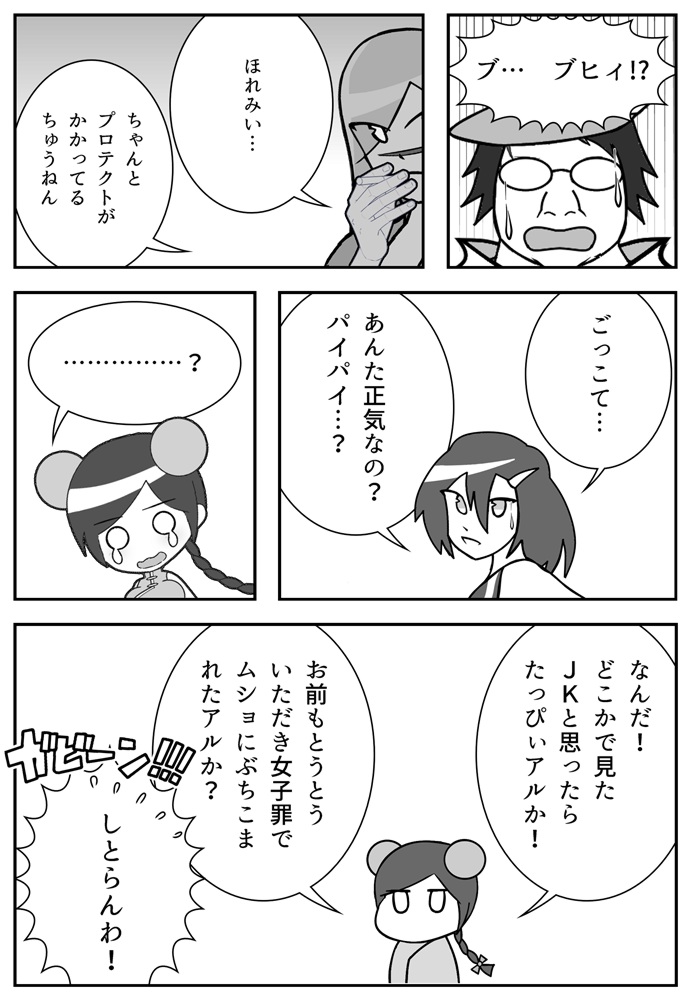 ブ…　ブヒィ!?
ほれみい…
ちゃんと
プロテクトが
かかってる
ちゅうねん
ごっこて…
あんた正気なの？
パイパイ…？
……………？
なんだ！
どこかで見た
ＪＫと思ったら
たっぴぃアルか！
お前もとうとう
いただき女子罪で
ムショにぶちこま
れたアルか？
ガビーン!!!
しとらんわ！